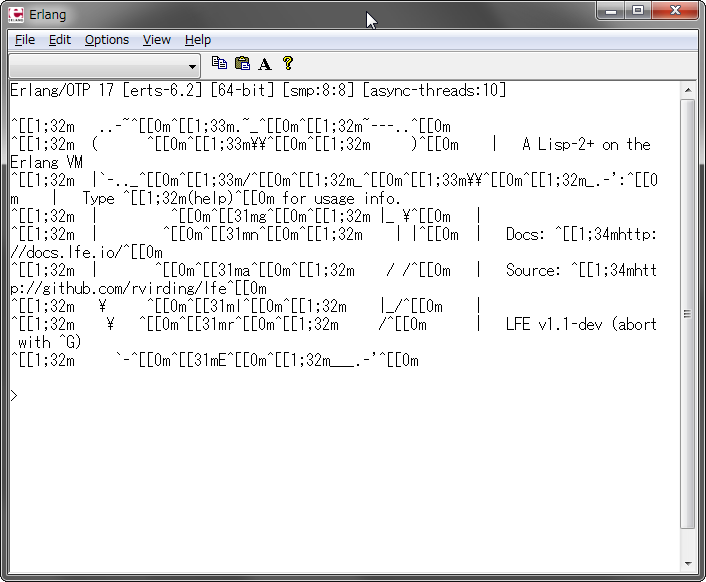 Erlang
File Edit Options View Help
Erlang/OTP 17 [erts-6.2] [64-bit] [smp:8:8] [async-threads:10]
^[[1;32m   ..-~^[[0m^[[1;33m.~_^[[0m^[[1;32m~---..^[[0m
^[[1;32m  (      ^[[0m^[[1;33m¥¥^[[0m^[[1;32m     )^[[0m    |   A Lisp-2+ on the
Erlang VM
^[[1;32m  |`-.._^[[0m^[[1;33m/^[[0m^[[1;32m_^[[0m^[[1;33m¥¥^[[0m^[[1;32m_.-':^[[0
m    |   Type ^[[1;32m(help)^[[0m for usage info.
^[[1;32m  |         ^[[0m^[[31mg^[[0m^[[1;32m |_ ¥^[[0m   |
^[[1;32m  |        ^[[0m^[[31mn^[[0m^[[1;32m    | |^[[0m  |   Docs: ^[[1;34mhttp:
//docs.lfe.io/^[[0m
^[[1;32m  |       ^[[0m^[[31ma^[[0m^[[1;32m    / /^[[0m   |   Source: ^[[1;34mhtt
p://github.com/rvirding/lfe^[[0m
^[[1;32m   ¥     ^[[0m^[[31ml^[[0m^[[1;32m    |_/^[[0m    |
^[[1;32m    ¥   ^[[0m^[[31mr^[[0m^[[1;32m     /^[[0m      |   LFE v1.1-dev (abort
 with ^G)
^[[1;32m     `-^[[0m^[[31mE^[[0m^[[1;32m___.-'^[[0m
>